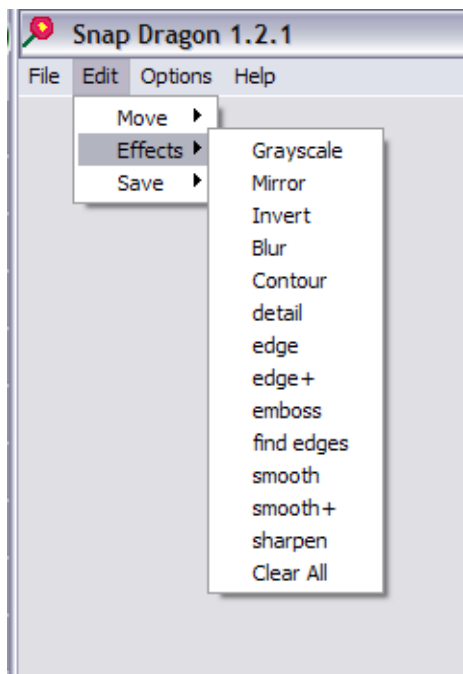 Snap Dragon 1.2.1
File Edit Options Help
Move
Effects
Save
Grayscale
Mirror
Invert
Blur
Contour
detail
edge
edge+
emboss
find edges
smooth
smooth+
sharpen
Clear All